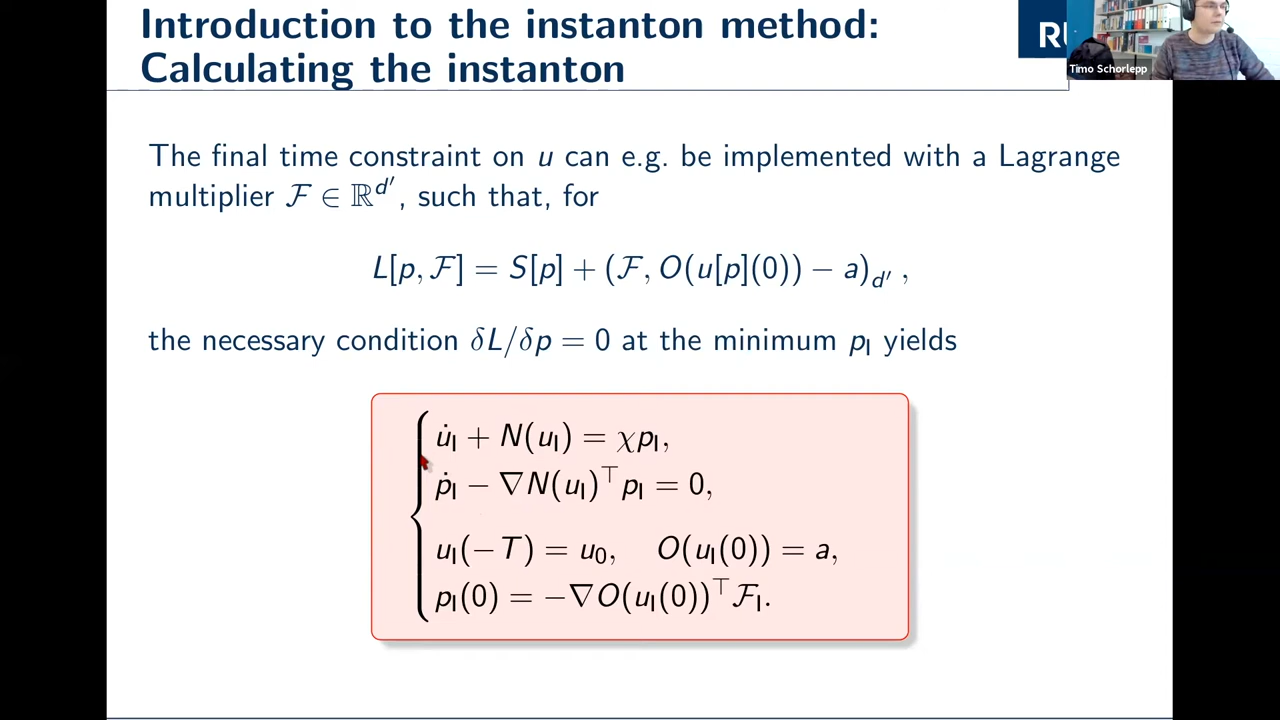 Introduction to the instanton method:
Calculating the instanton
RU
Timo Schorlepp
The final time constraint on u can e.g. be implemented with a Lagrange
multiplier ℱ ∈ ℝ^{d′}, such that, for
L[p, ℱ] = S[p] + (ℱ, O(u[p](0)) − a)_{d′} ,
the necessary condition δL/δp = 0 at the minimum p_I yields
u̇_I + N(u_I) = χp_I,
ṗ_I − ∇N(u_I)^⊤ p_I = 0,
u_I(−T) = u_0, O(u_I(0)) = a,
p_I(0) = −∇O(u_I(0))^⊤ ℱ_I.